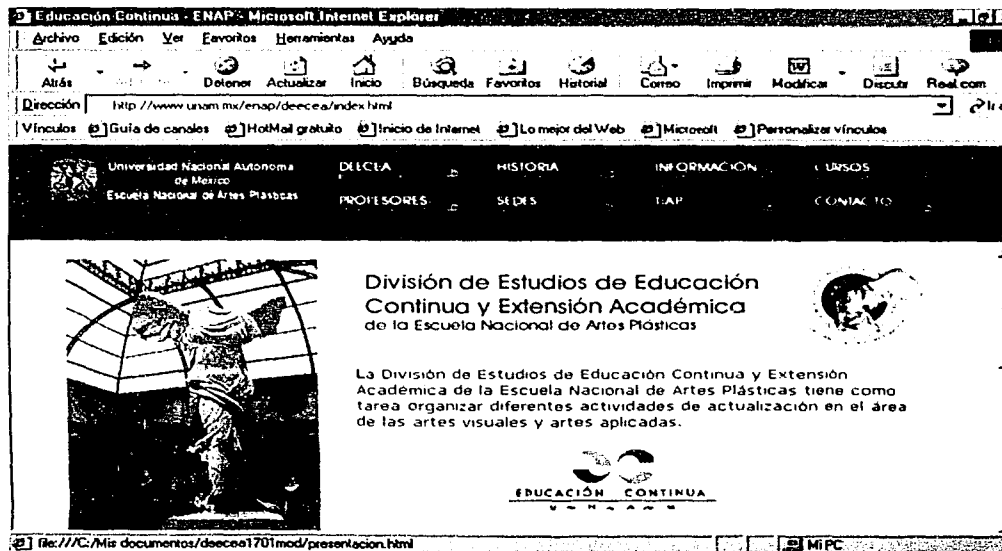 Educación Continua - ENAP - Microsoft Internet Explorer
Archivo Edición Ver Favoritos Herramientas Ayuda
Atrás Detener Actualizar Inicio Búsqueda Favoritos Historial Correo Imprimir Modificar Discutir Real.com
Dirección http://www.unam.mx/enap/deecea/index.html Ir a
Vínculos Guía de canales HotMail gratuito Inicio de Internet Lo mejor del Web Microsoft Personalizar vínculos
Universidad Nacional Autonoma DEECEA HISTORIA INFORMACIÓN CURSOS
de Mexico
Escuela Nacional de Artes Plásticas PROFESORES SEDES CONTACTO
División de Estudios de Educación
Continua y Extensión Académica
de la Escuela Nacional de Artes Plásticas
La División de Estudios de Educación Continua y Extensión
Académica de la Escuela Nacional de Artes Plásticas tiene como
tarea organizar diferentes actividades de actualización en el área
de las artes visuales y artes aplicadas.
EDUCACIÓN CONTINUA
file:///C:/Mis documentos/deecea1701mod/presentacion.html Mi PC